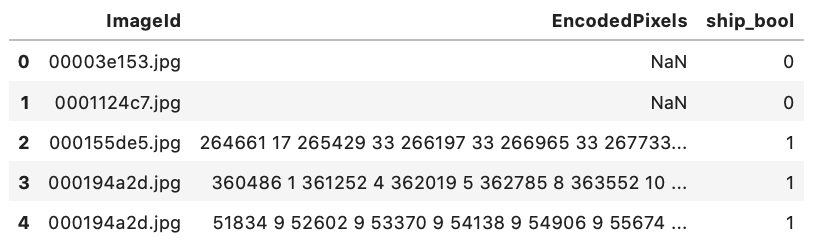 ImageId EncodedPixels ship_bool
0 00003e153.jpg NaN 0
1 0001124c7.jpg NaN 0
2 000155de5.jpg 264661 17 265429 33 266197 33 266965 33 267733... 1
3 000194a2d.jpg 360486 1 361252 4 362019 5 362785 8 363552 10 ... 1
4 000194a2d.jpg 51834 9 52602 9 53370 9 54138 9 54906 9 55674 ... 1